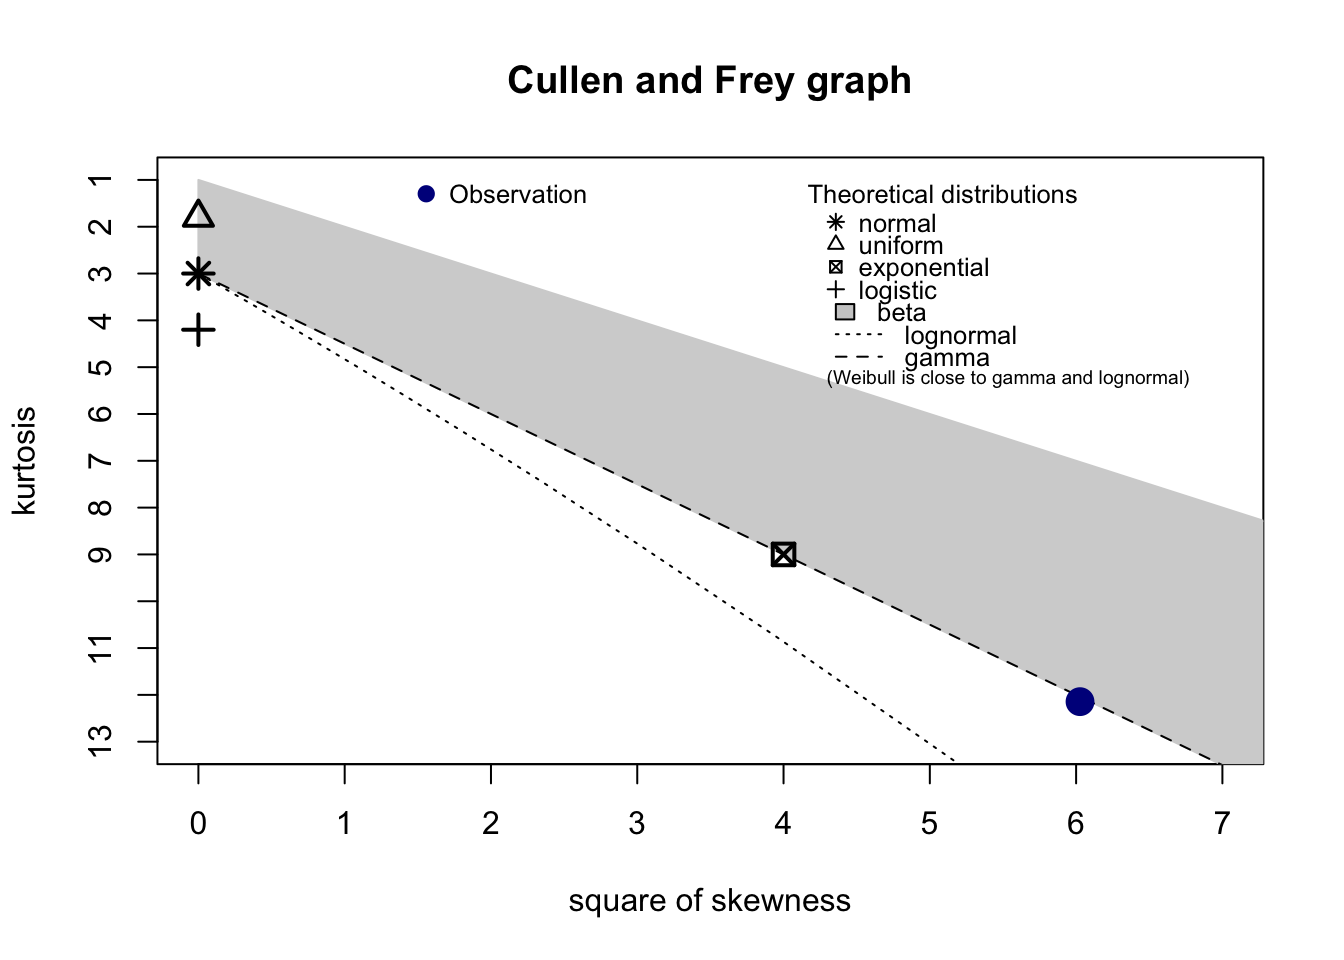 Cullen and Frey graph
Observation
Theoretical distributions
normal
uniform
exponential
logistic
beta
lognormal
gamma
(Weibull is close to gamma and lognormal)
kurtosis
1
2
3
4
5
6
7
8
9
11
13
0 1 2 3 4 5 6 7
square of skewness